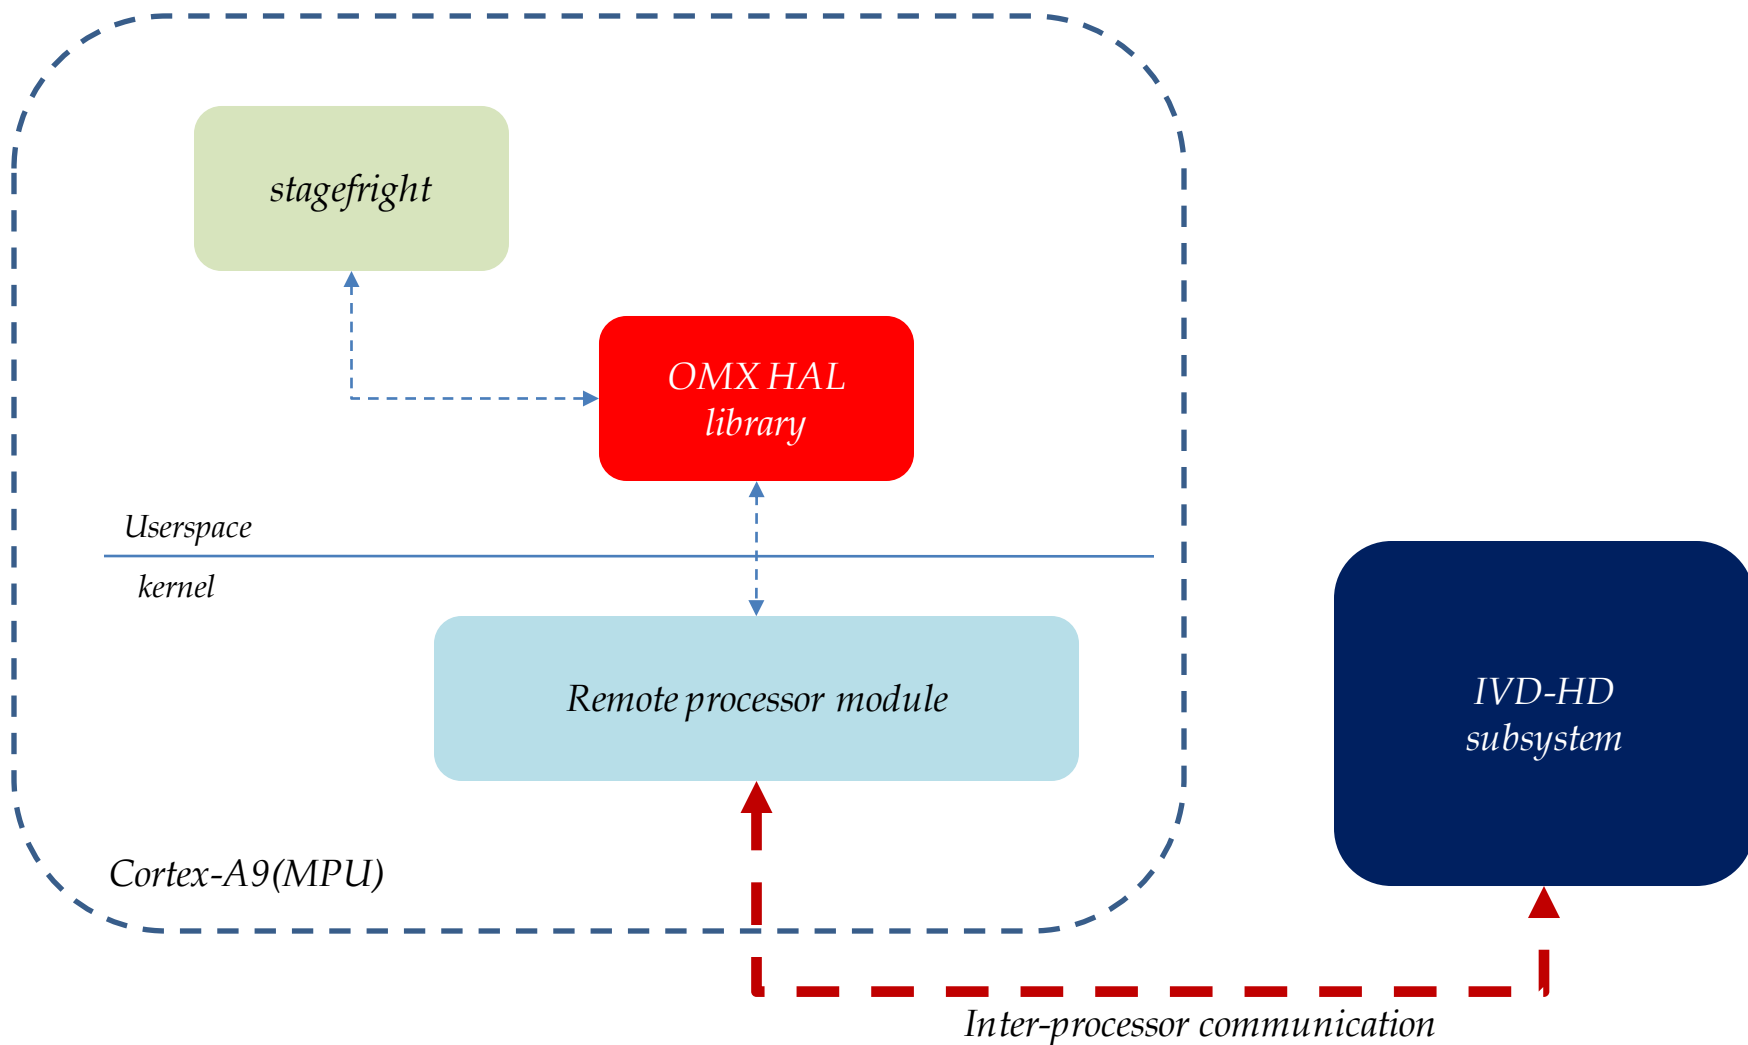 stagefright
OMX HAL
library
Userspace
kernel
Remote processor module
IVD-HD
subsystem
Cortex-A9(MPU)
Inter-processor communication